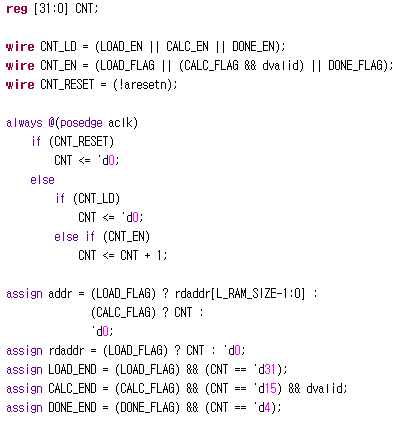 reg [31:0] CNT;
wire CNT_LD = (LOAD_EN || CALC_EN || DONE_EN);
wire CNT_EN = (LOAD_FLAG || (CALC_FLAG && dvalid) || DONE_FLAG);
wire CNT_RESET = (!aresetn);
always @(posedge aclk)
if (CNT_RESET)
CNT <= 'd0;
else
if (CNT_LD)
CNT <= 'd0;
else if (CNT_EN)
CNT <= CNT + 1;
assign addr = (LOAD_FLAG) ? rdaddr[L_RAM_SIZE-1:0] :
(CALC_FLAG) ? CNT :
'd0;
assign rdaddr = (LOAD_FLAG) ? CNT : 'd0;
assign LOAD_END = (LOAD_FLAG) && (CNT == 'd31);
assign CALC_END = (CALC_FLAG) && (CNT == 'd15) && dvalid;
assign DONE_END = (DONE_FLAG) && (CNT == 'd4);